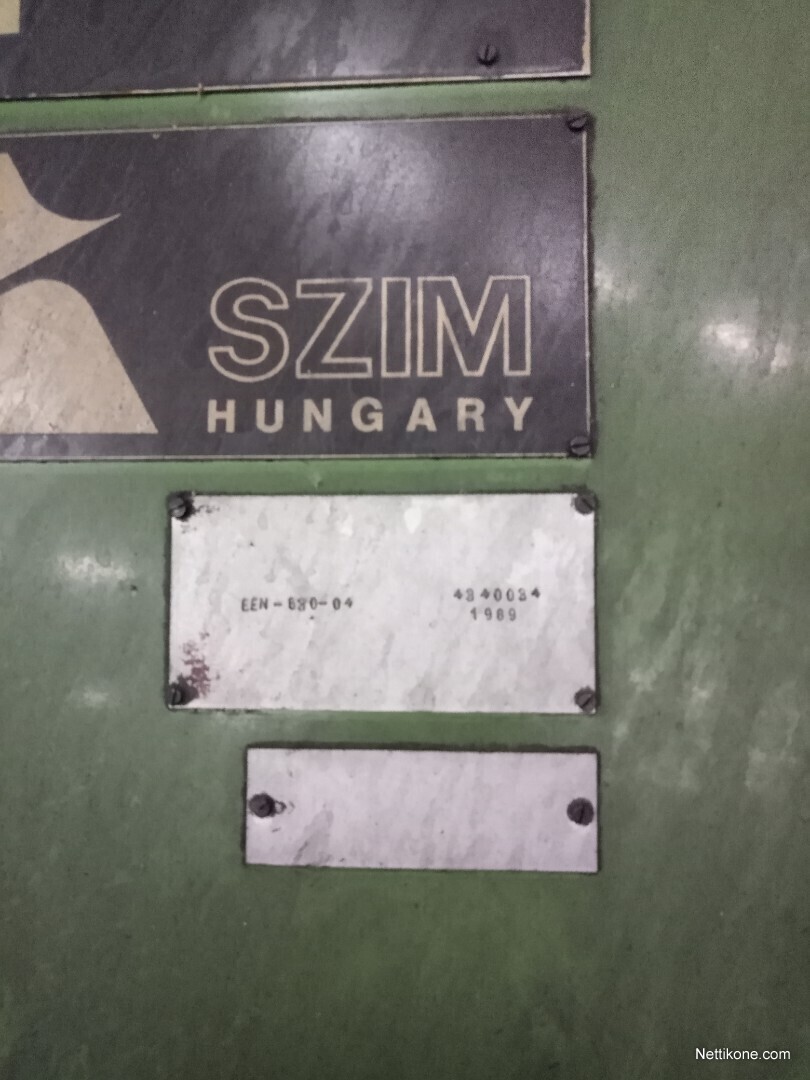 SZIM
HUNGARY
EEN-630-04
4340034
1989
Nettikone.com